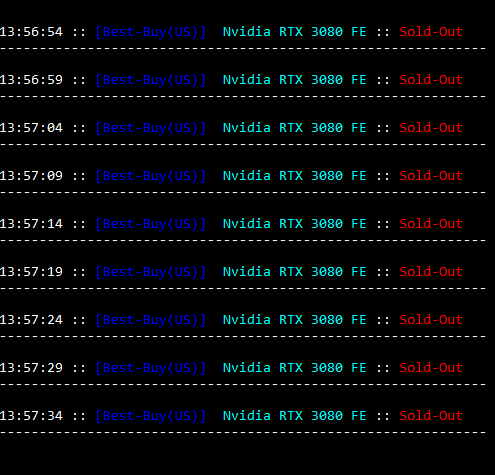 13:56:54 :: [Best-Buy(US)]  Nvidia RTX 3080 FE :: Sold-Out
-------------------------------------------------------------
13:56:59 :: [Best-Buy(US)]  Nvidia RTX 3080 FE :: Sold-Out
-------------------------------------------------------------
13:57:04 :: [Best-Buy(US)]  Nvidia RTX 3080 FE :: Sold-Out
-------------------------------------------------------------
13:57:09 :: [Best-Buy(US)]  Nvidia RTX 3080 FE :: Sold-Out
-------------------------------------------------------------
13:57:14 :: [Best-Buy(US)]  Nvidia RTX 3080 FE :: Sold-Out
-------------------------------------------------------------
13:57:19 :: [Best-Buy(US)]  Nvidia RTX 3080 FE :: Sold-Out
-------------------------------------------------------------
13:57:24 :: [Best-Buy(US)]  Nvidia RTX 3080 FE :: Sold-Out
-------------------------------------------------------------
13:57:29 :: [Best-Buy(US)]  Nvidia RTX 3080 FE :: Sold-Out
-------------------------------------------------------------
13:57:34 :: [Best-Buy(US)]  Nvidia RTX 3080 FE :: Sold-Out
-------------------------------------------------------------